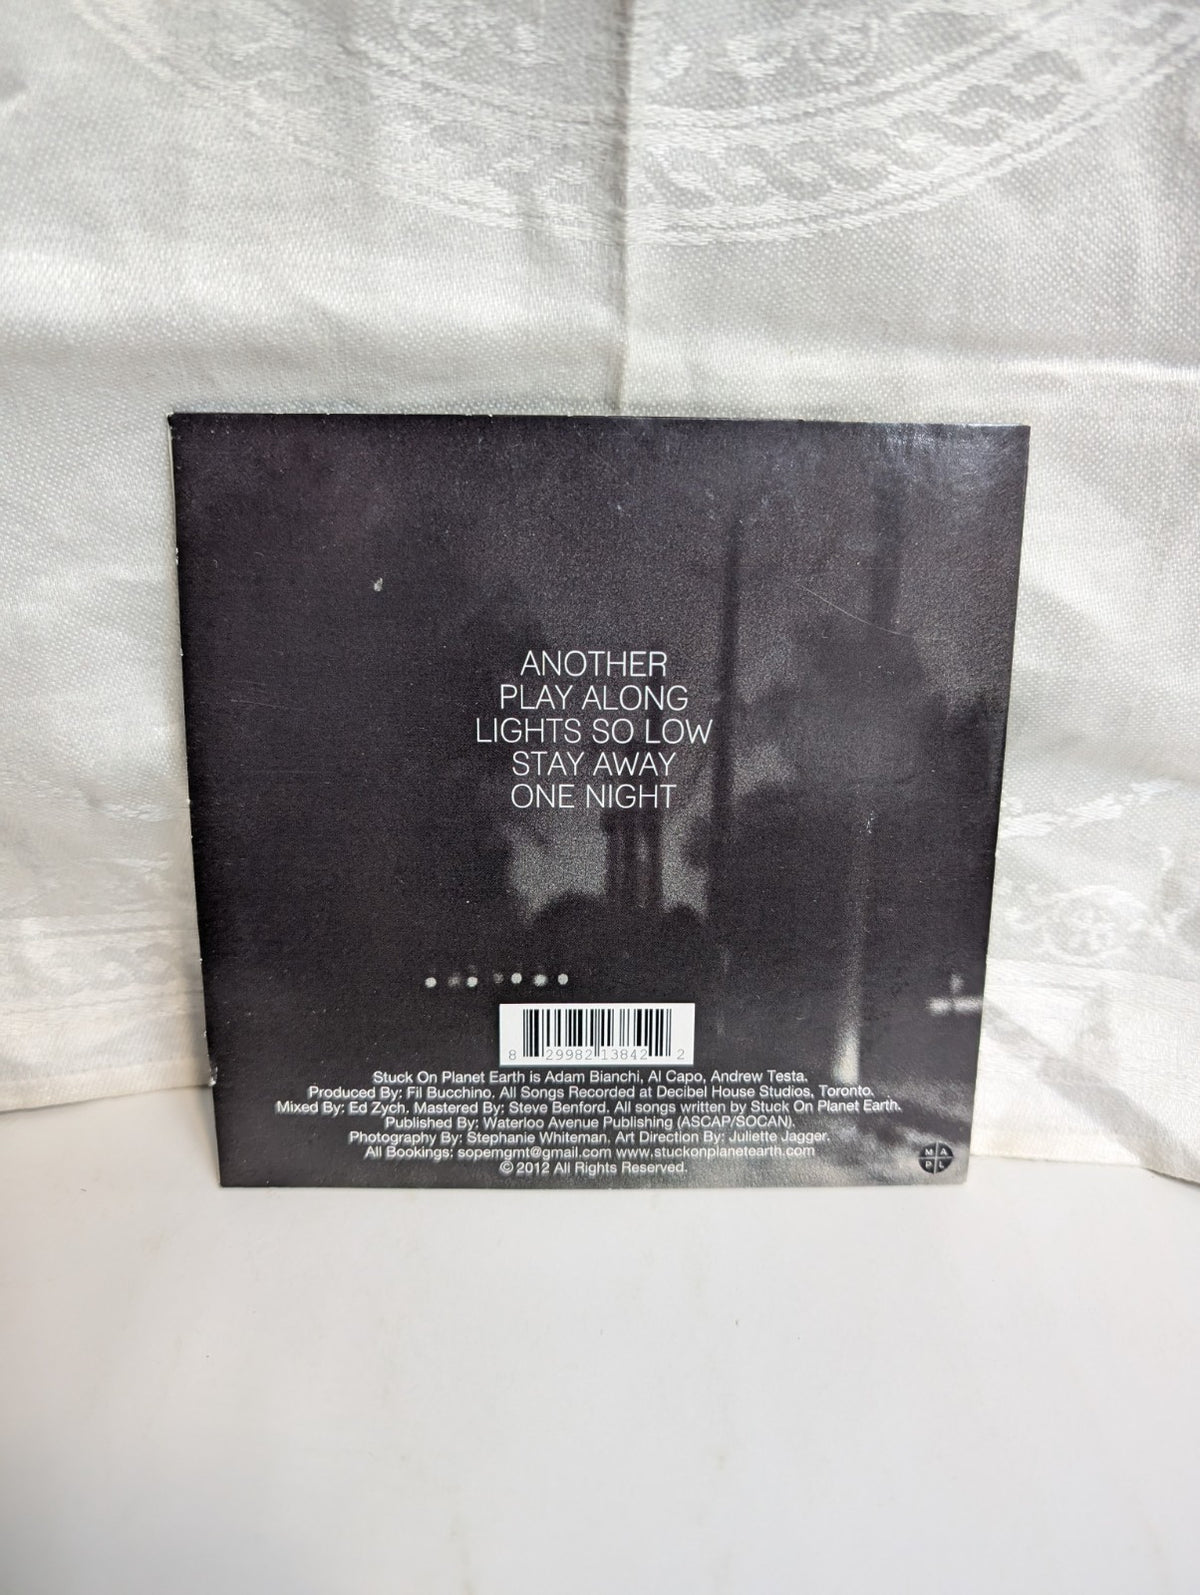 ANOTHER
PLAY ALONG
LIGHTS SO LOW
STAY AWAY
ONE NIGHT
8 29982 13842 2
Stuck On Planet Earth is Adam Bianchi, Al Capo, Andrew Testa.
Produced By: Fil Bucchino. All Songs Recorded at Decibel House Studios, Toronto.
Mixed By: Ed Zych. Mastered By: Steve Benford. All songs written by Stuck On Planet Earth.
Published By: Waterloo Avenue Publishing (ASCAP/SOCAN).
Photography By: Stephanie Whiteman. Art Direction By: Juliette Jagger.
All Bookings: sopemgmt@gmail.com www.stuckonplanetearth.com
© 2012 All Rights Reserved.
M A
P L